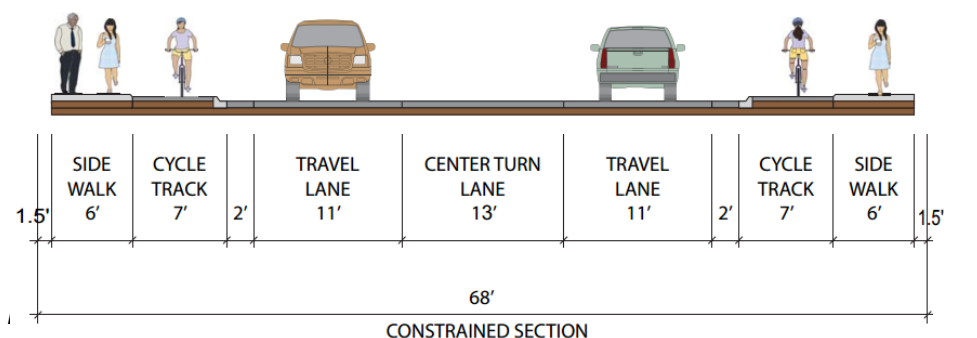 SIDE WALK 6’
CYCLE TRACK 7’
2’
TRAVEL LANE 11’
CENTER TURN LANE 13’
TRAVEL LANE 11’
2’
CYCLE TRACK 7’
SIDE WALK 6’
1.5'
1.5'
68’
CONSTRAINED SECTION